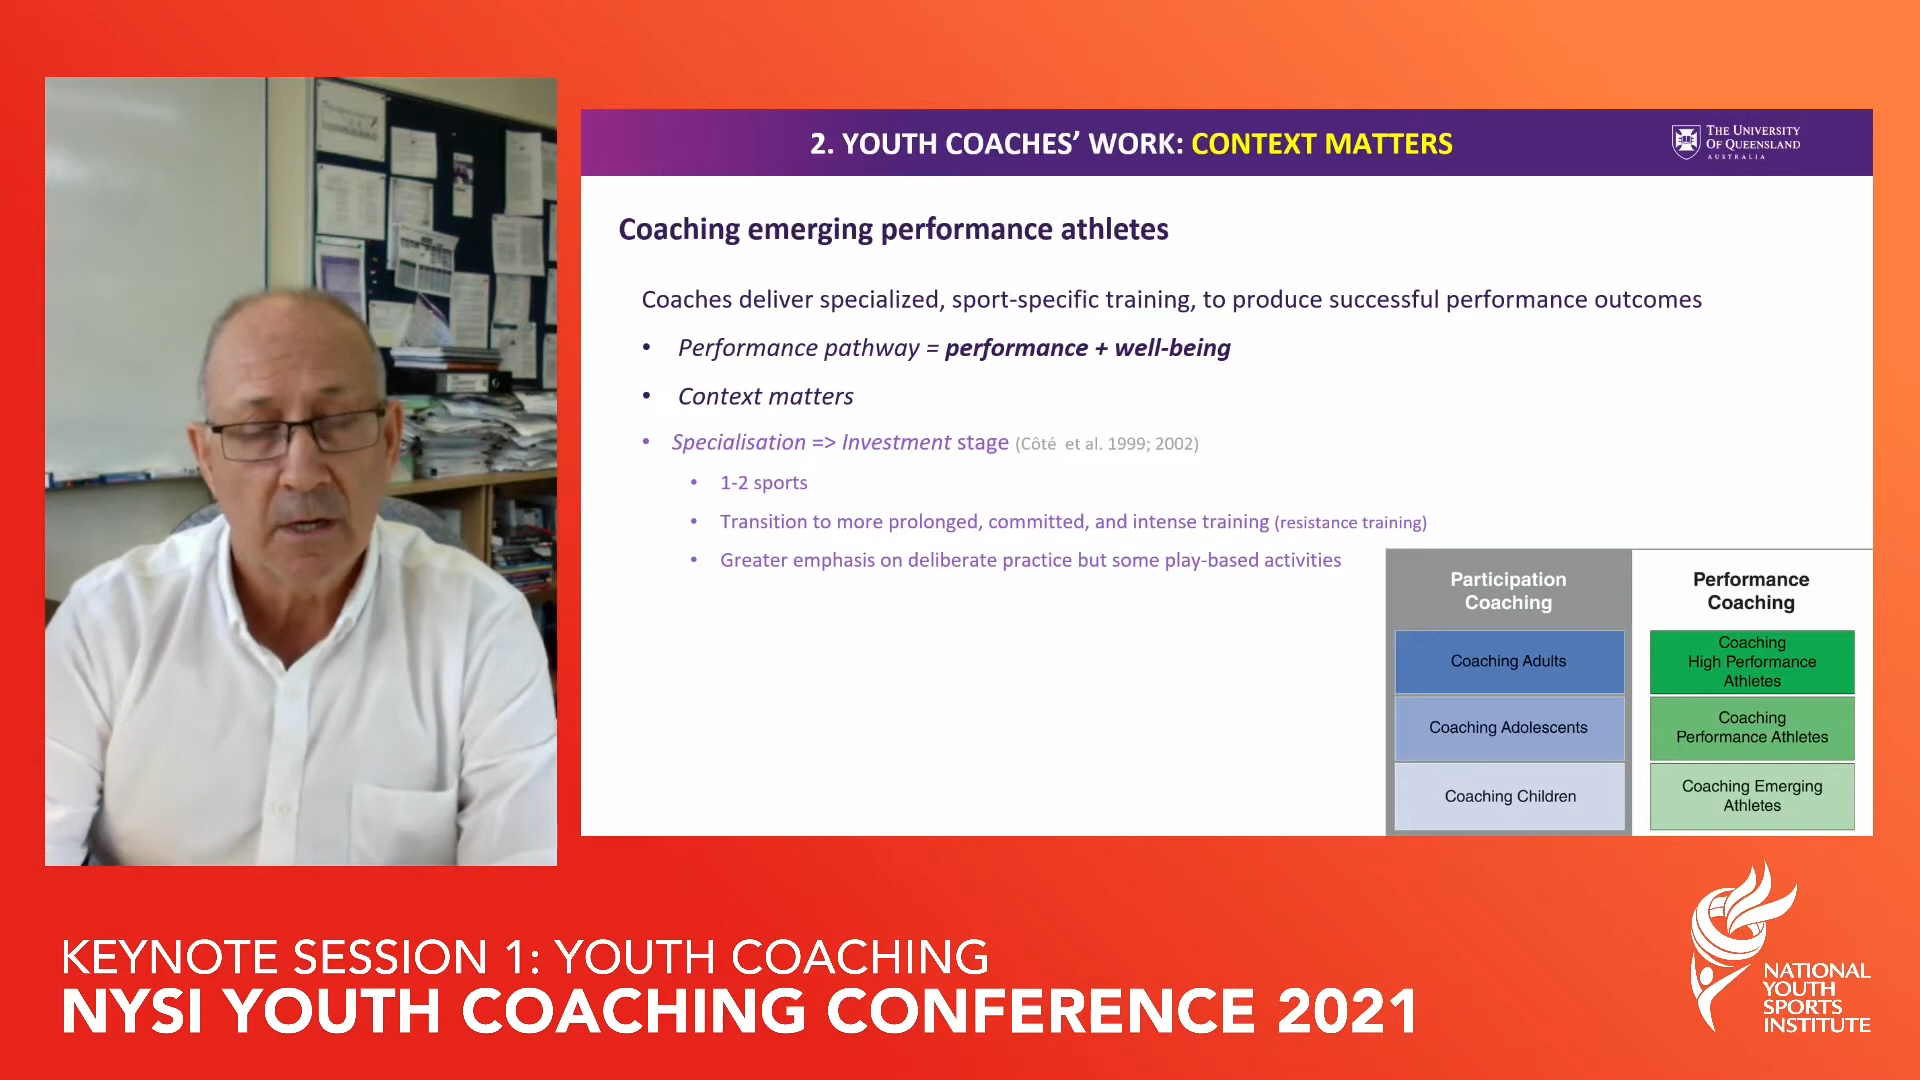 2. YOUTH COACHES’ WORK: CONTEXT MATTERS
THE UNIVERSITY
OF QUEENSLAND
AUSTRALIA
Coaching emerging performance athletes
Coaches deliver specialized, sport-specific training, to produce successful performance outcomes
• Performance pathway = performance + well-being
• Context matters
• Specialisation => Investment stage (Côté et al. 1999; 2002)
• 1-2 sports
• Transition to more prolonged, committed, and intense training (resistance training)
• Greater emphasis on deliberate practice but some play-based activities
Participation
Coaching
Coaching Adults
Coaching Adolescents
Coaching Children
Performance
Coaching
Coaching
High Performance
Athletes
Coaching
Performance Athletes
Coaching Emerging
Athletes
KEYNOTE SESSION 1: YOUTH COACHING
NYSI YOUTH COACHING CONFERENCE 2021
NATIONAL
YOUTH
SPORTS
INSTITUTE